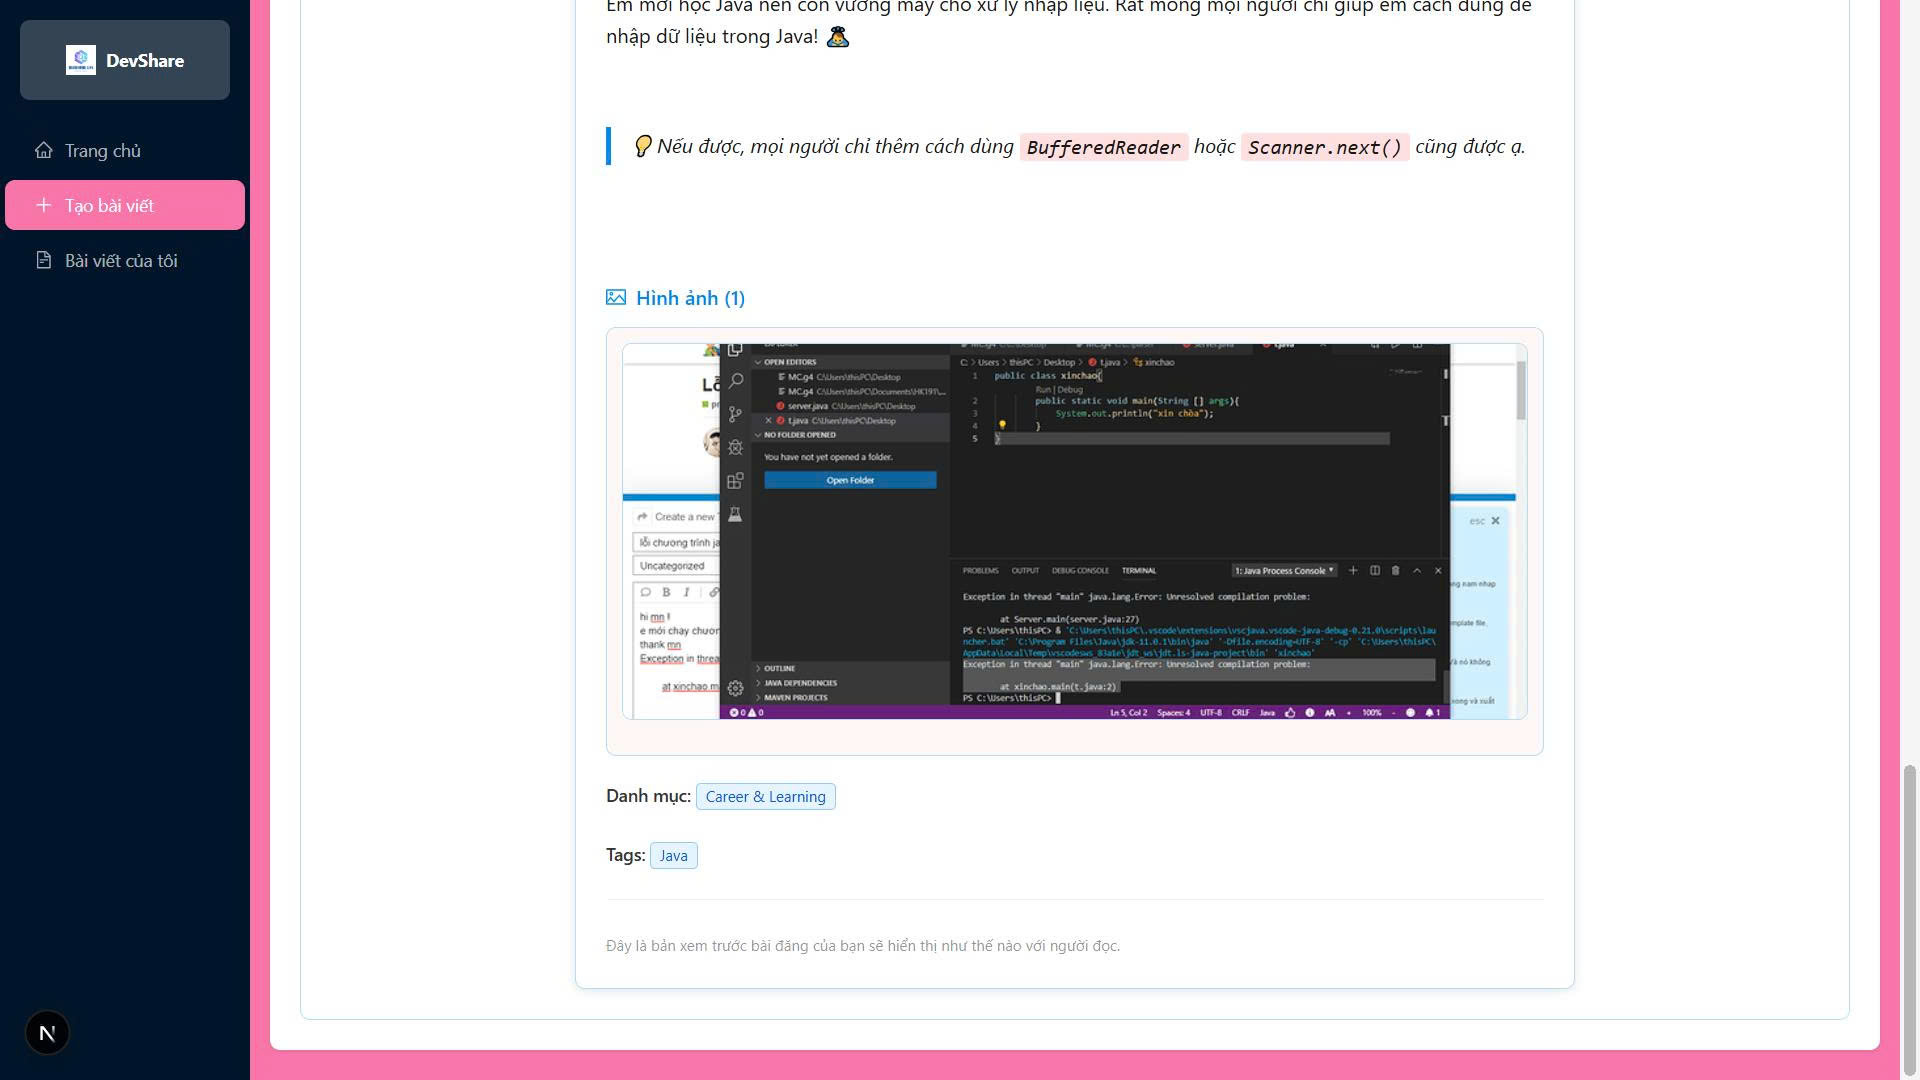 DevShare
Trang chủ
Tạo bài viết
Bài viết của tôi
Em mới học Java nên còn vướng mấy chỗ xử lý nhập liệu. Rất mong mọi người chỉ giúp em cách dùng để
nhập dữ liệu trong Java!
Nếu được, mọi người chỉ thêm cách dùng BufferedReader hoặc Scanner.next() cũng được ạ.
Hình ảnh (1)
OPEN EDITORS
MC.g4 C:\Users\thisPC\Desktop
MC.g4 C:\Users\thisPC\Documents\HK191\...
server.java C:\Users\thisPC\Desktop
t.java C:\Users\thisPC\Desktop
NO FOLDER OPENED
You have not yet opened a folder.
Open Folder
OUTLINE
JAVA DEPENDENCIES
MAVEN PROJECTS
C: > Users > thisPC > Desktop > t.java > xinchao
1 public class xinchao{
Run | Debug
2 public static void main(String [] args){
3 System.out.println("xin chòa");
4 }
5 }
PROBLEMS OUTPUT DEBUG CONSOLE TERMINAL 1: Java Process Console
Exception in thread "main" java.lang.Error: Unresolved compilation problem:
at Server.main(server.java:27)
PS C:\Users\thisPC> & 'C:\Users\thisPC\.vscode\extensions\vscjava.vscode-java-debug-0.21.0\scripts\lau
ncher.bat' 'C:\Program Files\Java\jdk-11.0.1\bin\java' '-Dfile.encoding=UTF-8' '-cp' 'C:\Users\thisPC\
AppData\Local\Temp\vscodesws_83a1e\jdt_ws\jdt.ls-java-project\bin' 'xinchao'
Exception in thread "main" java.lang.Error: Unresolved compilation problem:
at xinchao.main(t.java:2)
PS C:\Users\thisPC>
0 0 Ln 5, Col 2 Spaces: 4 UTF-8 CRLF Java 100% 1
Create a new
lỗi chương trình ja
Uncategorized
B I
hi mn !
e mói chay chươn
thank mn
Exception in threa
at xinchao.m
esc
Danh mục: Career & Learning
Tags: Java
Đây là bản xem trước bài đăng của bạn sẽ hiển thị như thế nào với người đọc.
N